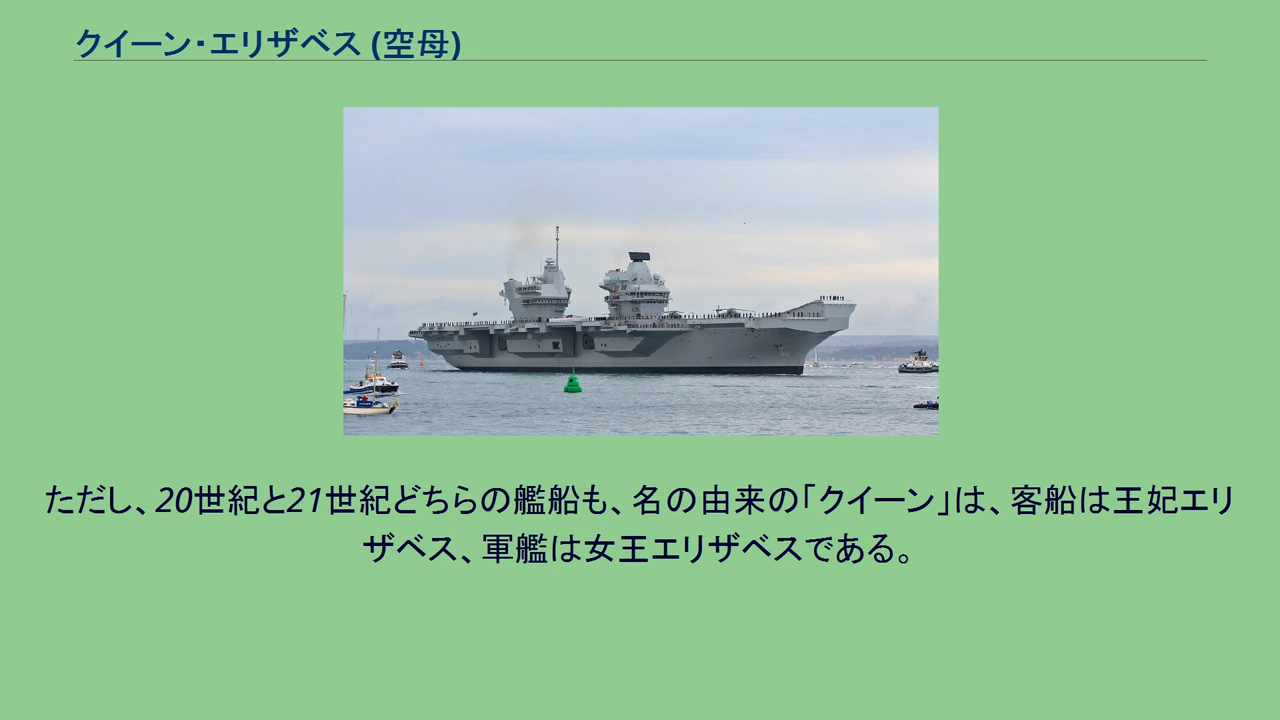 クイーン・エリザベス (空母)
ただし、20世紀と21世紀どちらの艦船も、名の由来の「クイーン」は、客船は王妃エリ
ザベス、軍艦は女王エリザベスである。